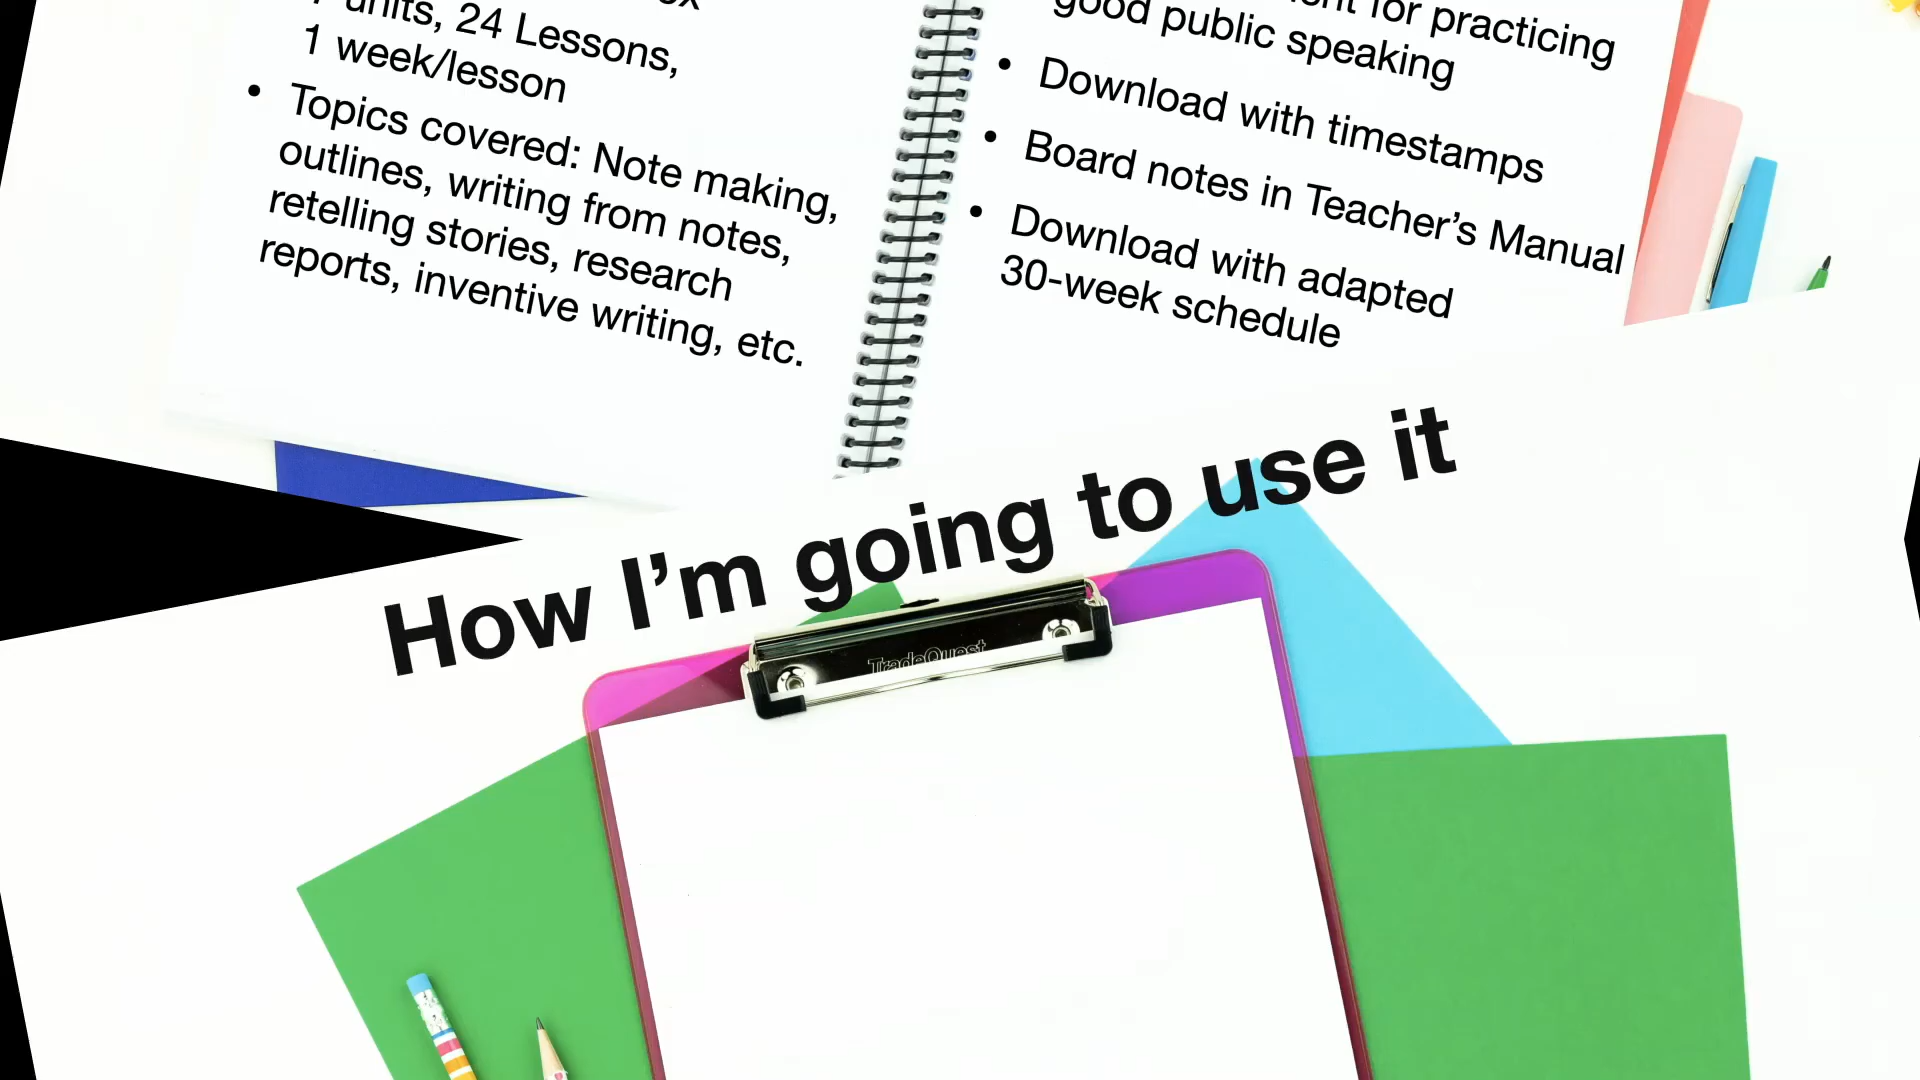 units, 24 Lessons,
1 week/lesson
• Topics covered: Note making,
outlines, writing from notes,
retelling stories, research
reports, inventive writing, etc.
for practicing
good public speaking
• Download with timestamps
• Board notes in Teacher’s Manual
• Download with adapted
30-week schedule
How I’m going to use it
TradeQuest